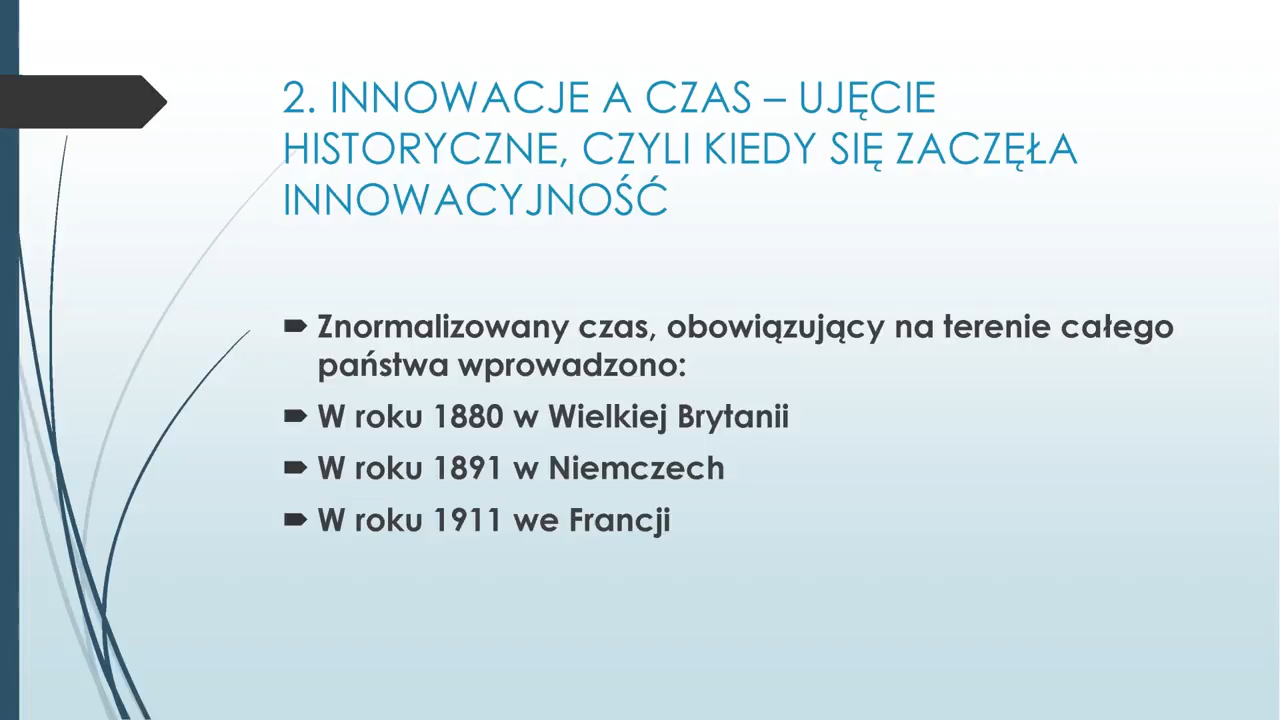 2. INNOWACJE A CZAS – UJĘCIE
HISTORYCZNE, CZYLI KIEDY SIĘ ZACZĘŁA
INNOWACYJNOŚĆ
Znormalizowany czas, obowiązujący na terenie całego
państwa wprowadzono:
W roku 1880 w Wielkiej Brytanii
W roku 1891 w Niemczech
W roku 1911 we Francji